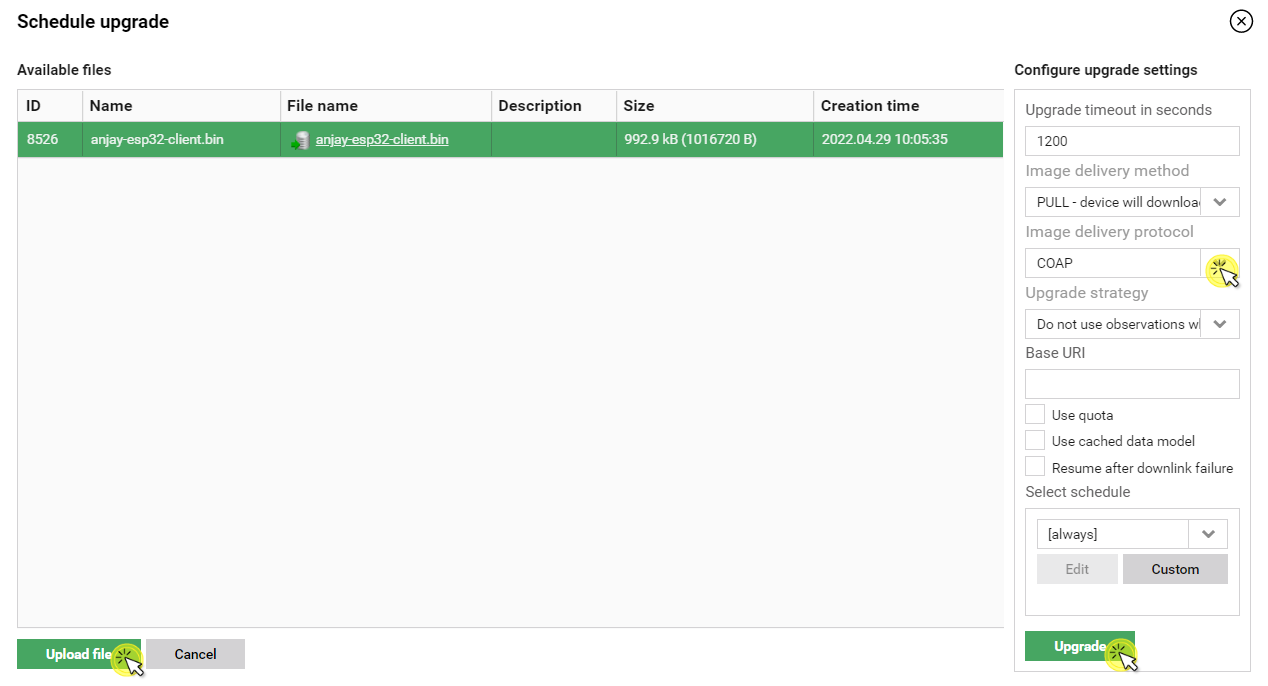 Schedule upgrade
Available files
ID Name File name Description Size Creation time
8526 anjay-esp32-client.bin anjay-esp32-client.bin 992.9 kB (1016720 B) 2022.04.29 10:05:35
Upload file
Cancel
Configure upgrade settings
Upgrade timeout in seconds
1200
Image delivery method
PULL - device will downloa
Image delivery protocol
COAP
Upgrade strategy
Do not use observations w
Base URI
Use quota
Use cached data model
Resume after downlink failure
Select schedule
[always]
Edit Custom
Upgrade